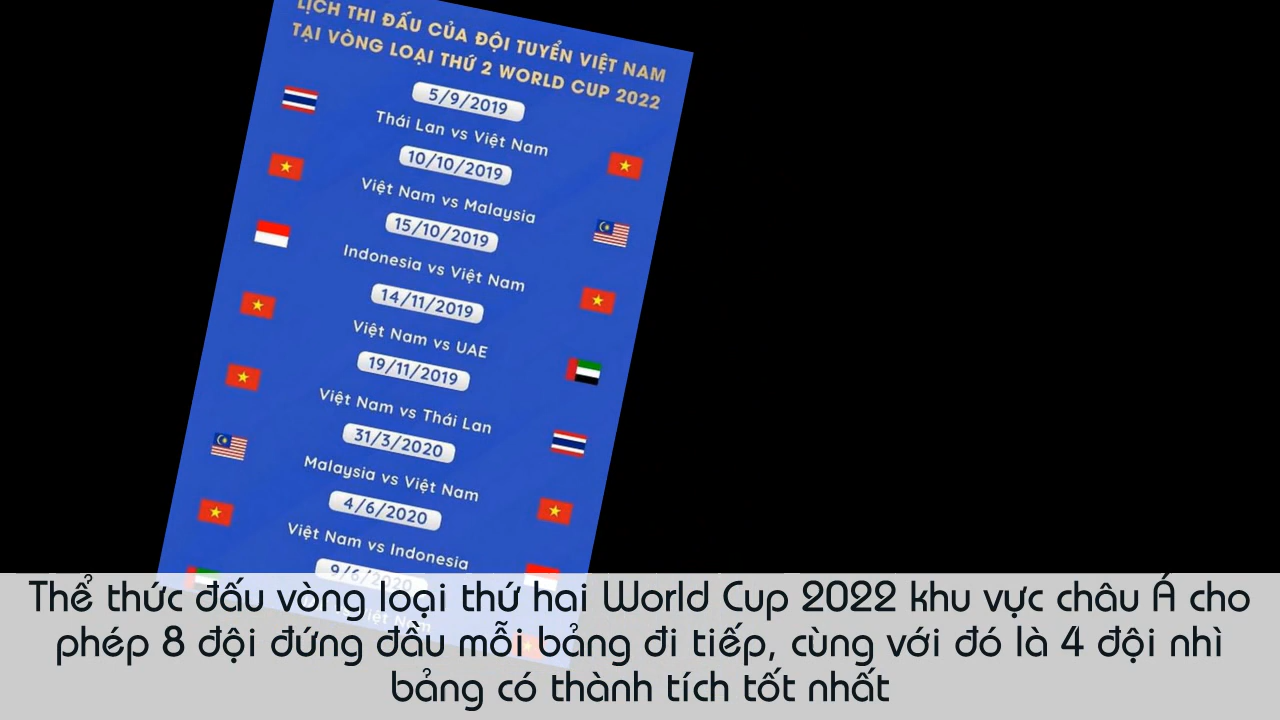 LỊCH THI ĐẤU CỦA ĐỘI TUYỂN VIỆT NAM
TẠI VÒNG LOẠI THỨ 2 WORLD CUP 2022
5/9/2019
Thái Lan vs Việt Nam
10/10/2019
Việt Nam vs Malaysia
15/10/2019
Indonesia vs Việt Nam
14/11/2019
Việt Nam vs UAE
19/11/2019
Việt Nam vs Thái Lan
31/3/2020
Malaysia vs Việt Nam
4/6/2020
Việt Nam vs Indonesia
9/6/2020
Việt Nam
Thể thức đấu vòng loại thứ hai World Cup 2022 khu vực châu Á cho
phép 8 đội đứng đầu mỗi bảng đi tiếp, cùng với đó là 4 đội nhì
bảng có thành tích tốt nhất